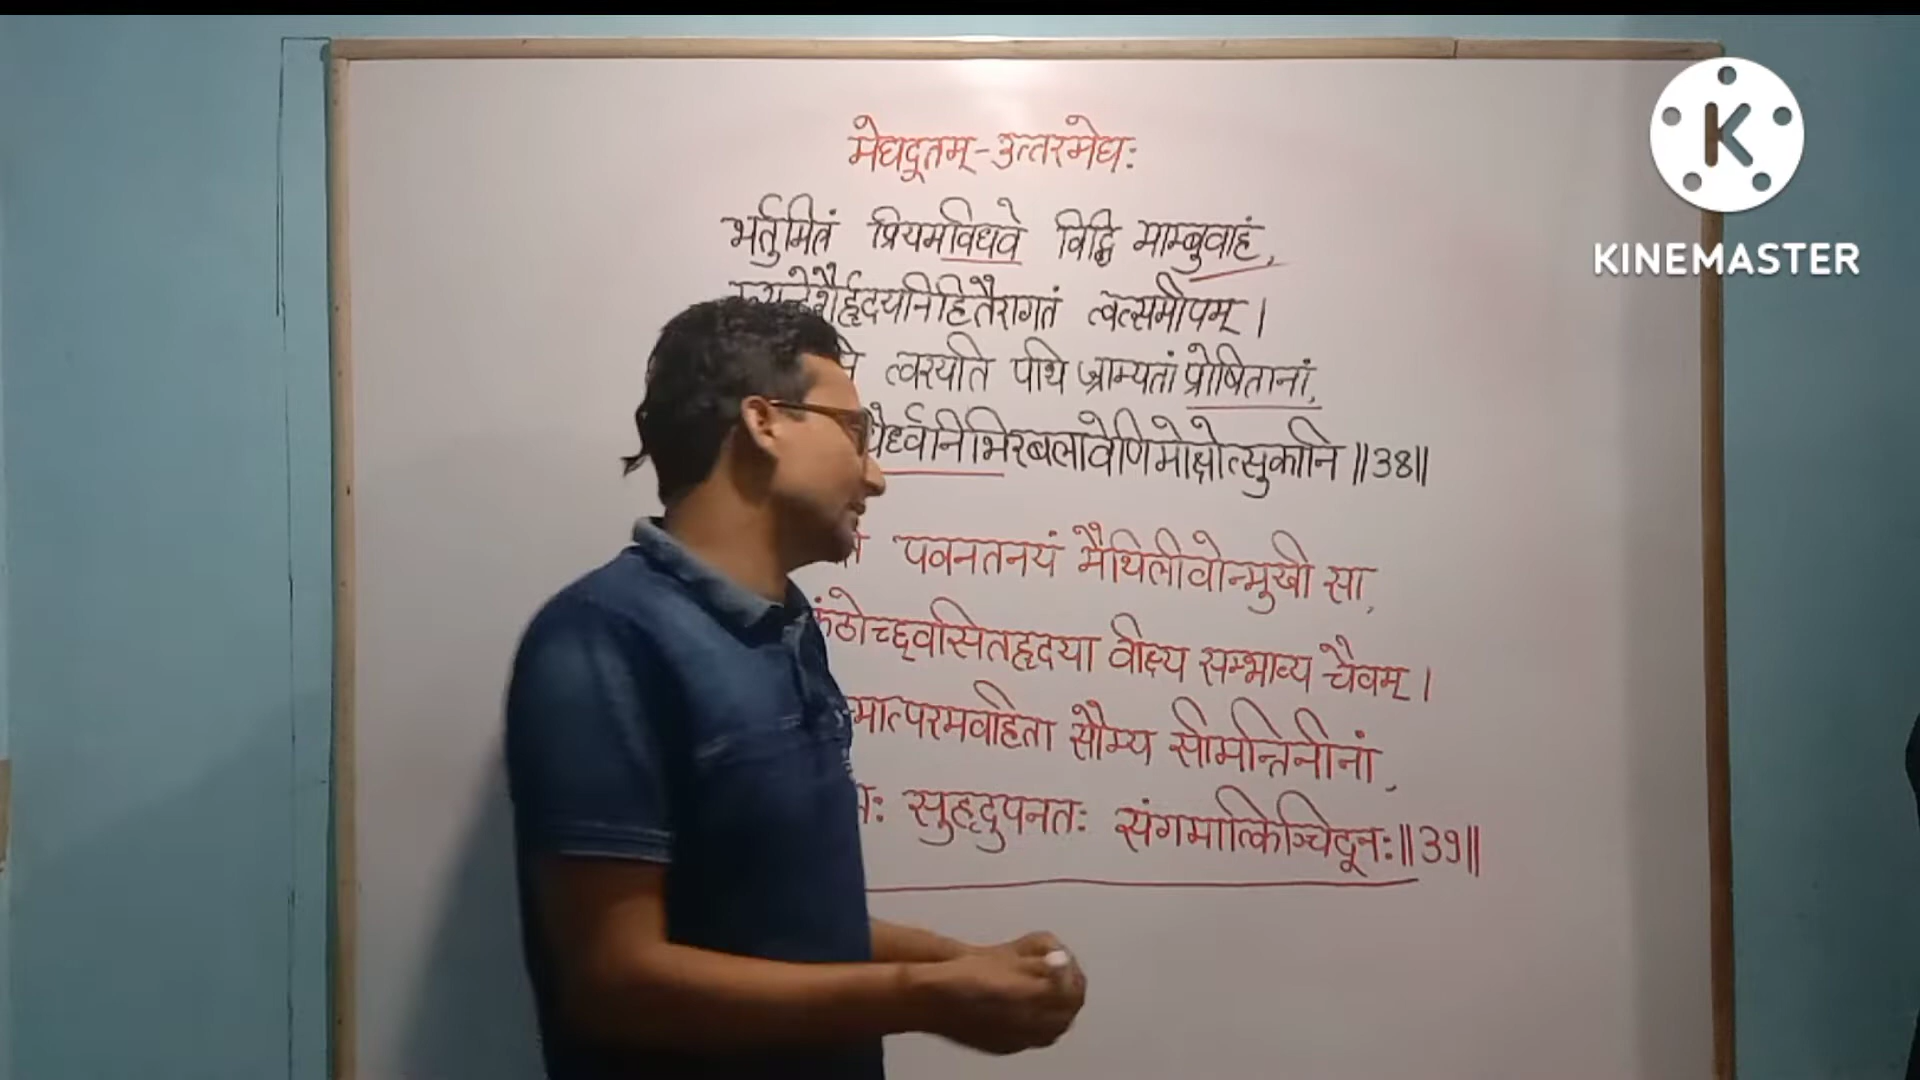 मेघदूतम् - उत्तरमेघः
भर्तुर्मित्रं प्रियमविधवे विद्धि माम्बुवाहं,
हृदयनिहितैरागतं त्वत्समीपम् ।
त्वरयति पथि श्राम्यतां प्रोषितानां,
र्ध्वनिभिरबलावेणिमोक्षोत्सुकानि ॥38॥
पवनतनयं मैथिलीवोन्मुखी सा,
कंठोच्छ्वसितहृदया वीक्ष्य सम्भाव्य चैवम् ।
मात्परमवहिता सौम्य सीमन्तिनीनां,
सुहृदुपनतः संगमात्किञ्चिदूनः॥39॥
K
KINEMASTER